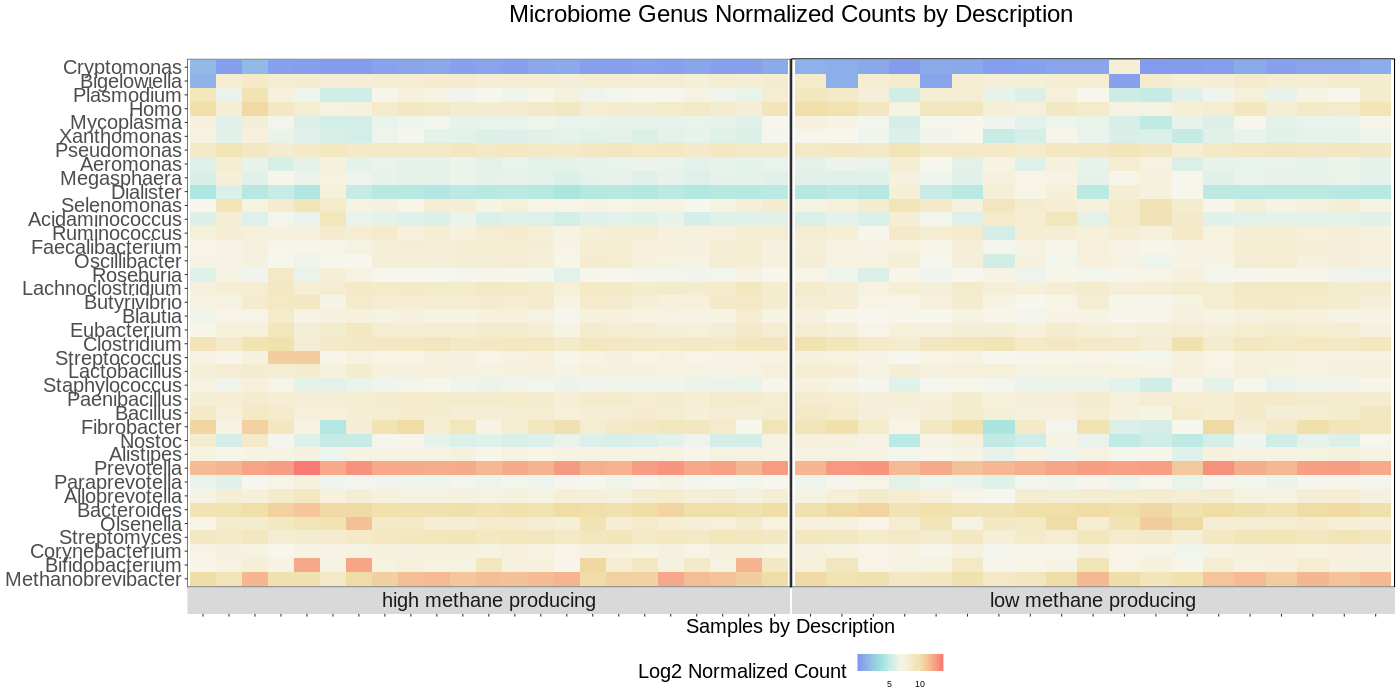 Microbiome Genus Normalized Counts by Description
Cryptomonas
Bigelowiella
Plasmodium
Homo
Mycoplasma
Xanthomonas
Pseudomonas
Aeromonas
Megasphaera
Dialister
Selenomonas
Acidaminococcus
Ruminococcus
Faecalibacterium
Oscillibacter
Roseburia
Lachnoclostridium
Butyrivibrio
Blautia
Eubacterium
Clostridium
Streptococcus
Lactobacillus
Staphylococcus
Paenibacillus
Bacillus
Fibrobacter
Nostoc
Alistipes
Prevotella
Paraprevotella
Alloprevotella
Bacteroides
Olsenella
Streptomyces
Corynebacterium
Bifidobacterium
Methanobrevibacter
high methane producing low methane producing
Samples by Description
Log2 Normalized Count
5 10